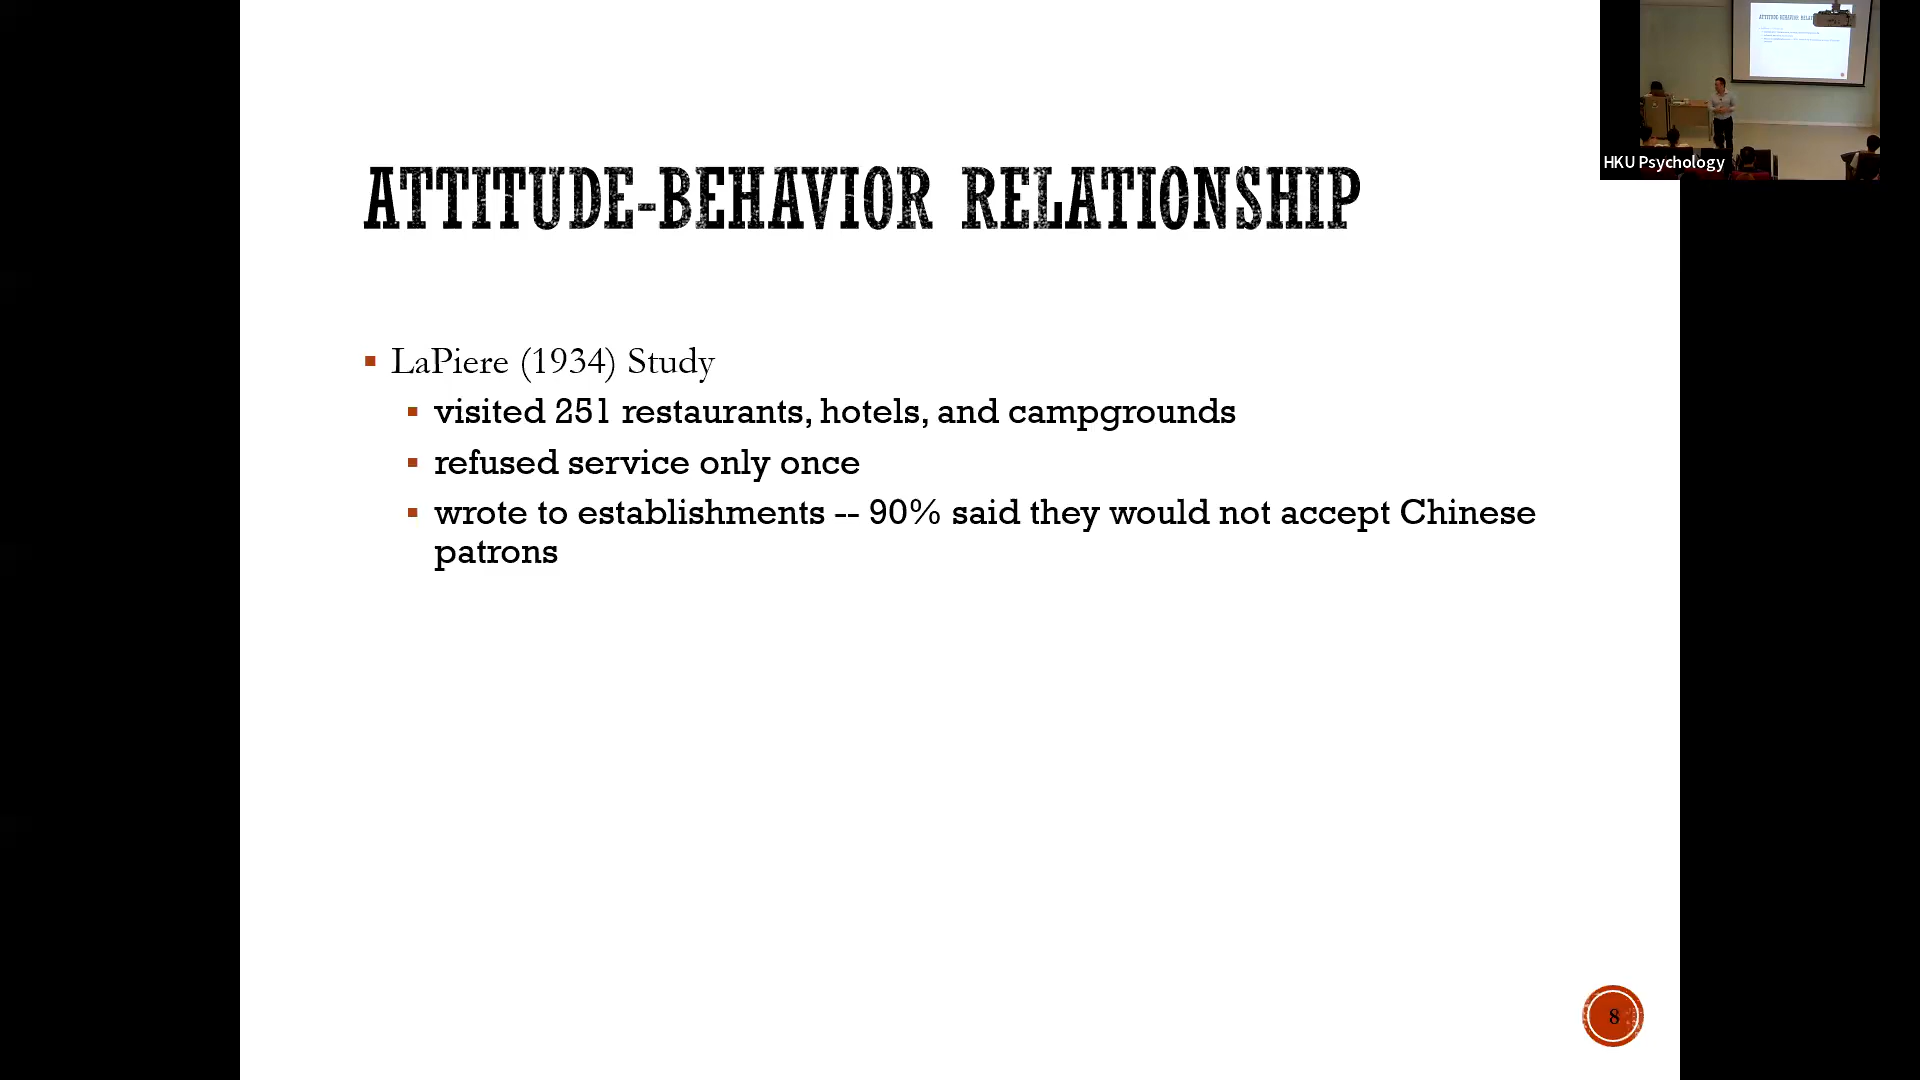 ATTITUDE-BEHAVIOR RELATIONSHIP
LaPiere (1934) Study
visited 251 restaurants, hotels, and campgrounds
refused service only once
wrote to establishments -- 90% said they would not accept Chinese
patrons
8
HKU Psychology